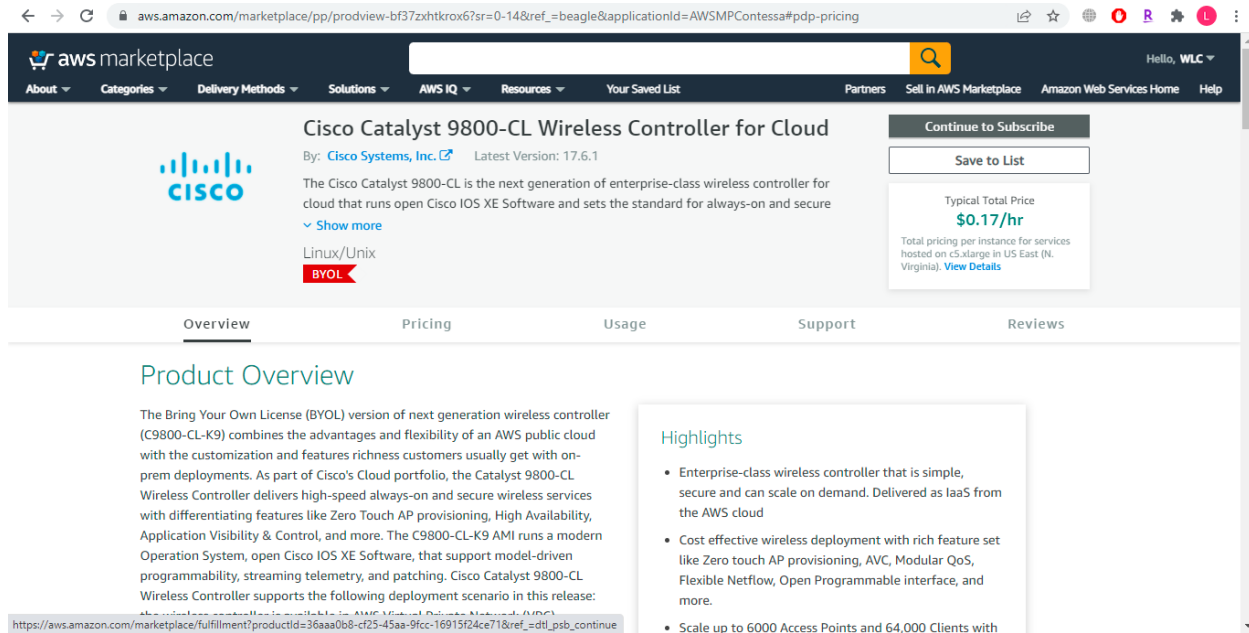 aws.amazon.com/marketplace/pp/prodview-bf37zxhtkrox6?sr=0-14&ref_=beagle&applicationId=AWSMPContessa#pdp-pricing
R
L
aws marketplace
Hello, WLC
About Categories Delivery Methods Solutions AWS IQ Resources Your Saved List Partners Sell in AWS Marketplace Amazon Web Services Home Help
CISCO
Cisco Catalyst 9800-CL Wireless Controller for Cloud
By: Cisco Systems, Inc. Latest Version: 17.6.1
The Cisco Catalyst 9800-CL is the next generation of enterprise-class wireless controller for
cloud that runs open Cisco IOS XE Software and sets the standard for always-on and secure
Show more
Linux/Unix
BYOL
Continue to Subscribe
Save to List
Typical Total Price
$0.17/hr
Total pricing per instance for services
hosted on c5.xlarge in US East (N.
Virginia). View Details
Overview Pricing Usage Support Reviews
Product Overview
The Bring Your Own License (BYOL) version of next generation wireless controller
(C9800-CL-K9) combines the advantages and flexibility of an AWS public cloud
with the customization and features richness customers usually get with on-
prem deployments. As part of Cisco's Cloud portfolio, the Catalyst 9800-CL
Wireless Controller delivers high-speed always-on and secure wireless services
with differentiating features like Zero Touch AP provisioning, High Availability,
Application Visibility & Control, and more. The C9800-CL-K9 AMI runs a modern
Operation System, open Cisco IOS XE Software, that support model-driven
programmability, streaming telemetry, and patching. Cisco Catalyst 9800-CL
Wireless Controller supports the following deployment scenario in this release:
the wireless controller is available in AWS Virtual Private Network (VPC)
Highlights
• Enterprise-class wireless controller that is simple,
secure and can scale on demand. Delivered as IaaS from
the AWS cloud
• Cost effective wireless deployment with rich feature set
like Zero touch AP provisioning, AVC, Modular QoS,
Flexible Netflow, Open Programmable interface, and
more.
• Scale up to 6000 Access Points and 64,000 Clients with
https://aws.amazon.com/marketplace/fulfillment?productId=36aaa0b8-cf25-45aa-9fcc-16915f24ce71&ref_=dtl_psb_continue